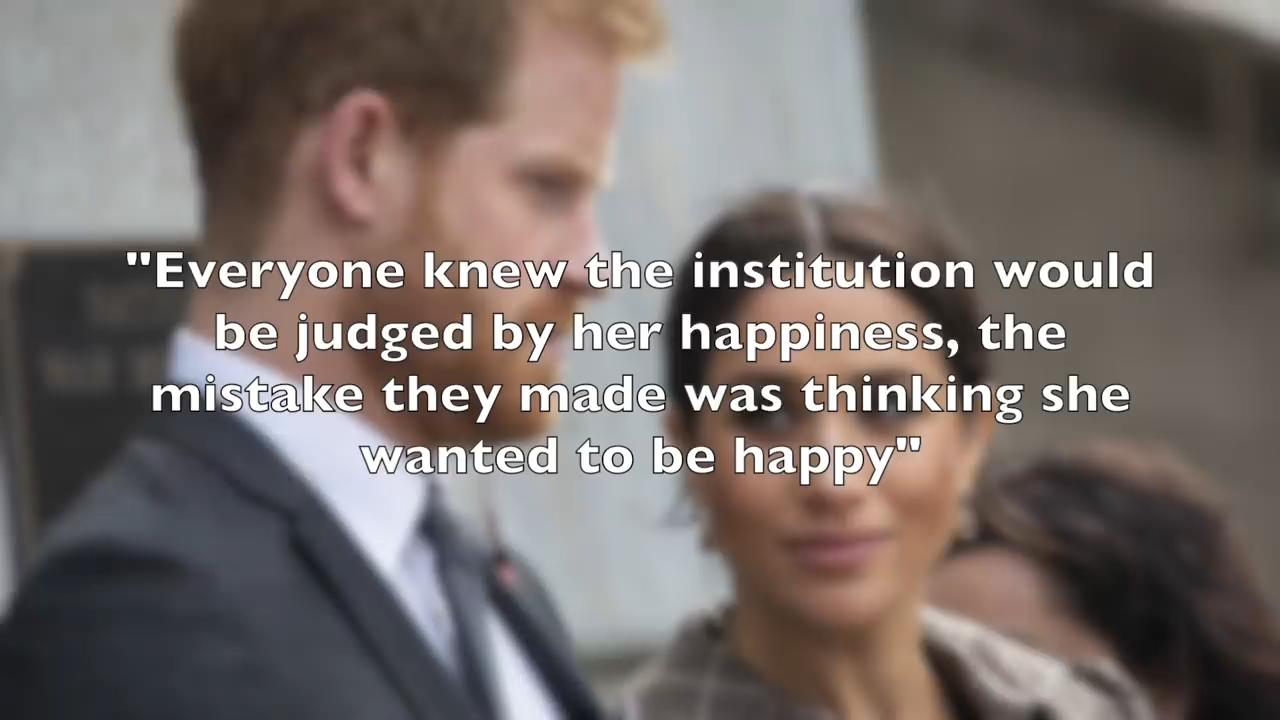 "Everyone knew the institution would
be judged by her happiness, the
mistake they made was thinking she
wanted to be happy"